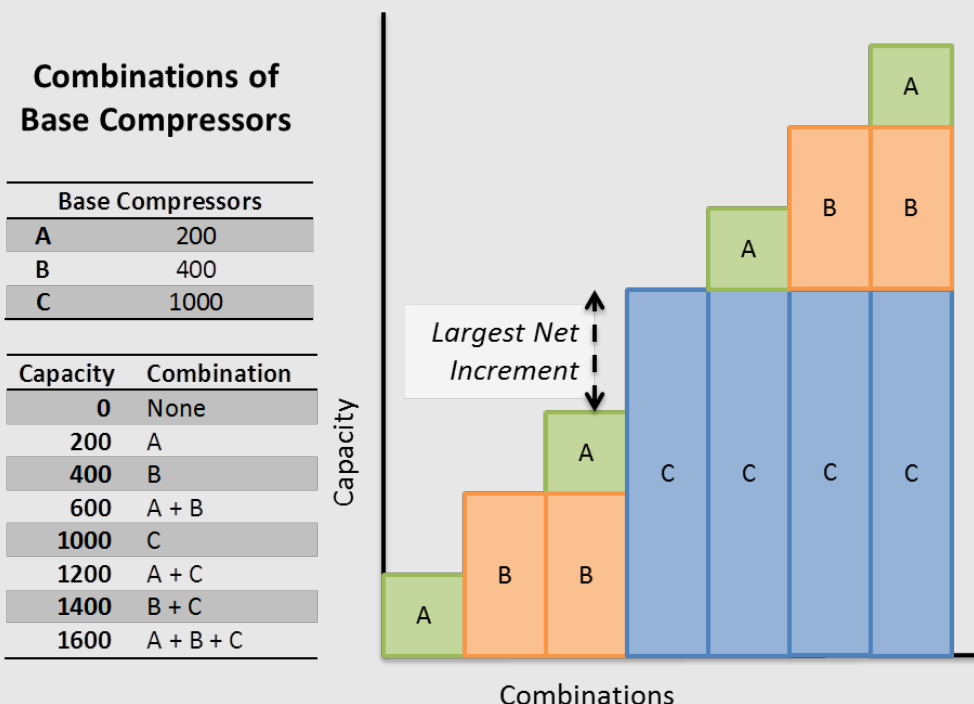 Combinations of
Base Compressors
Base Compressors
A 200
B 400
C 1000
Capacity Combination
0 None
200 A
400 B
600 A + B
1000 C
1200 A + C
1400 B + C
1600 A + B + C
Capacity
Largest Net
Increment
A
B
B
A
C
C
A
C
B
C
B
A
Combinations